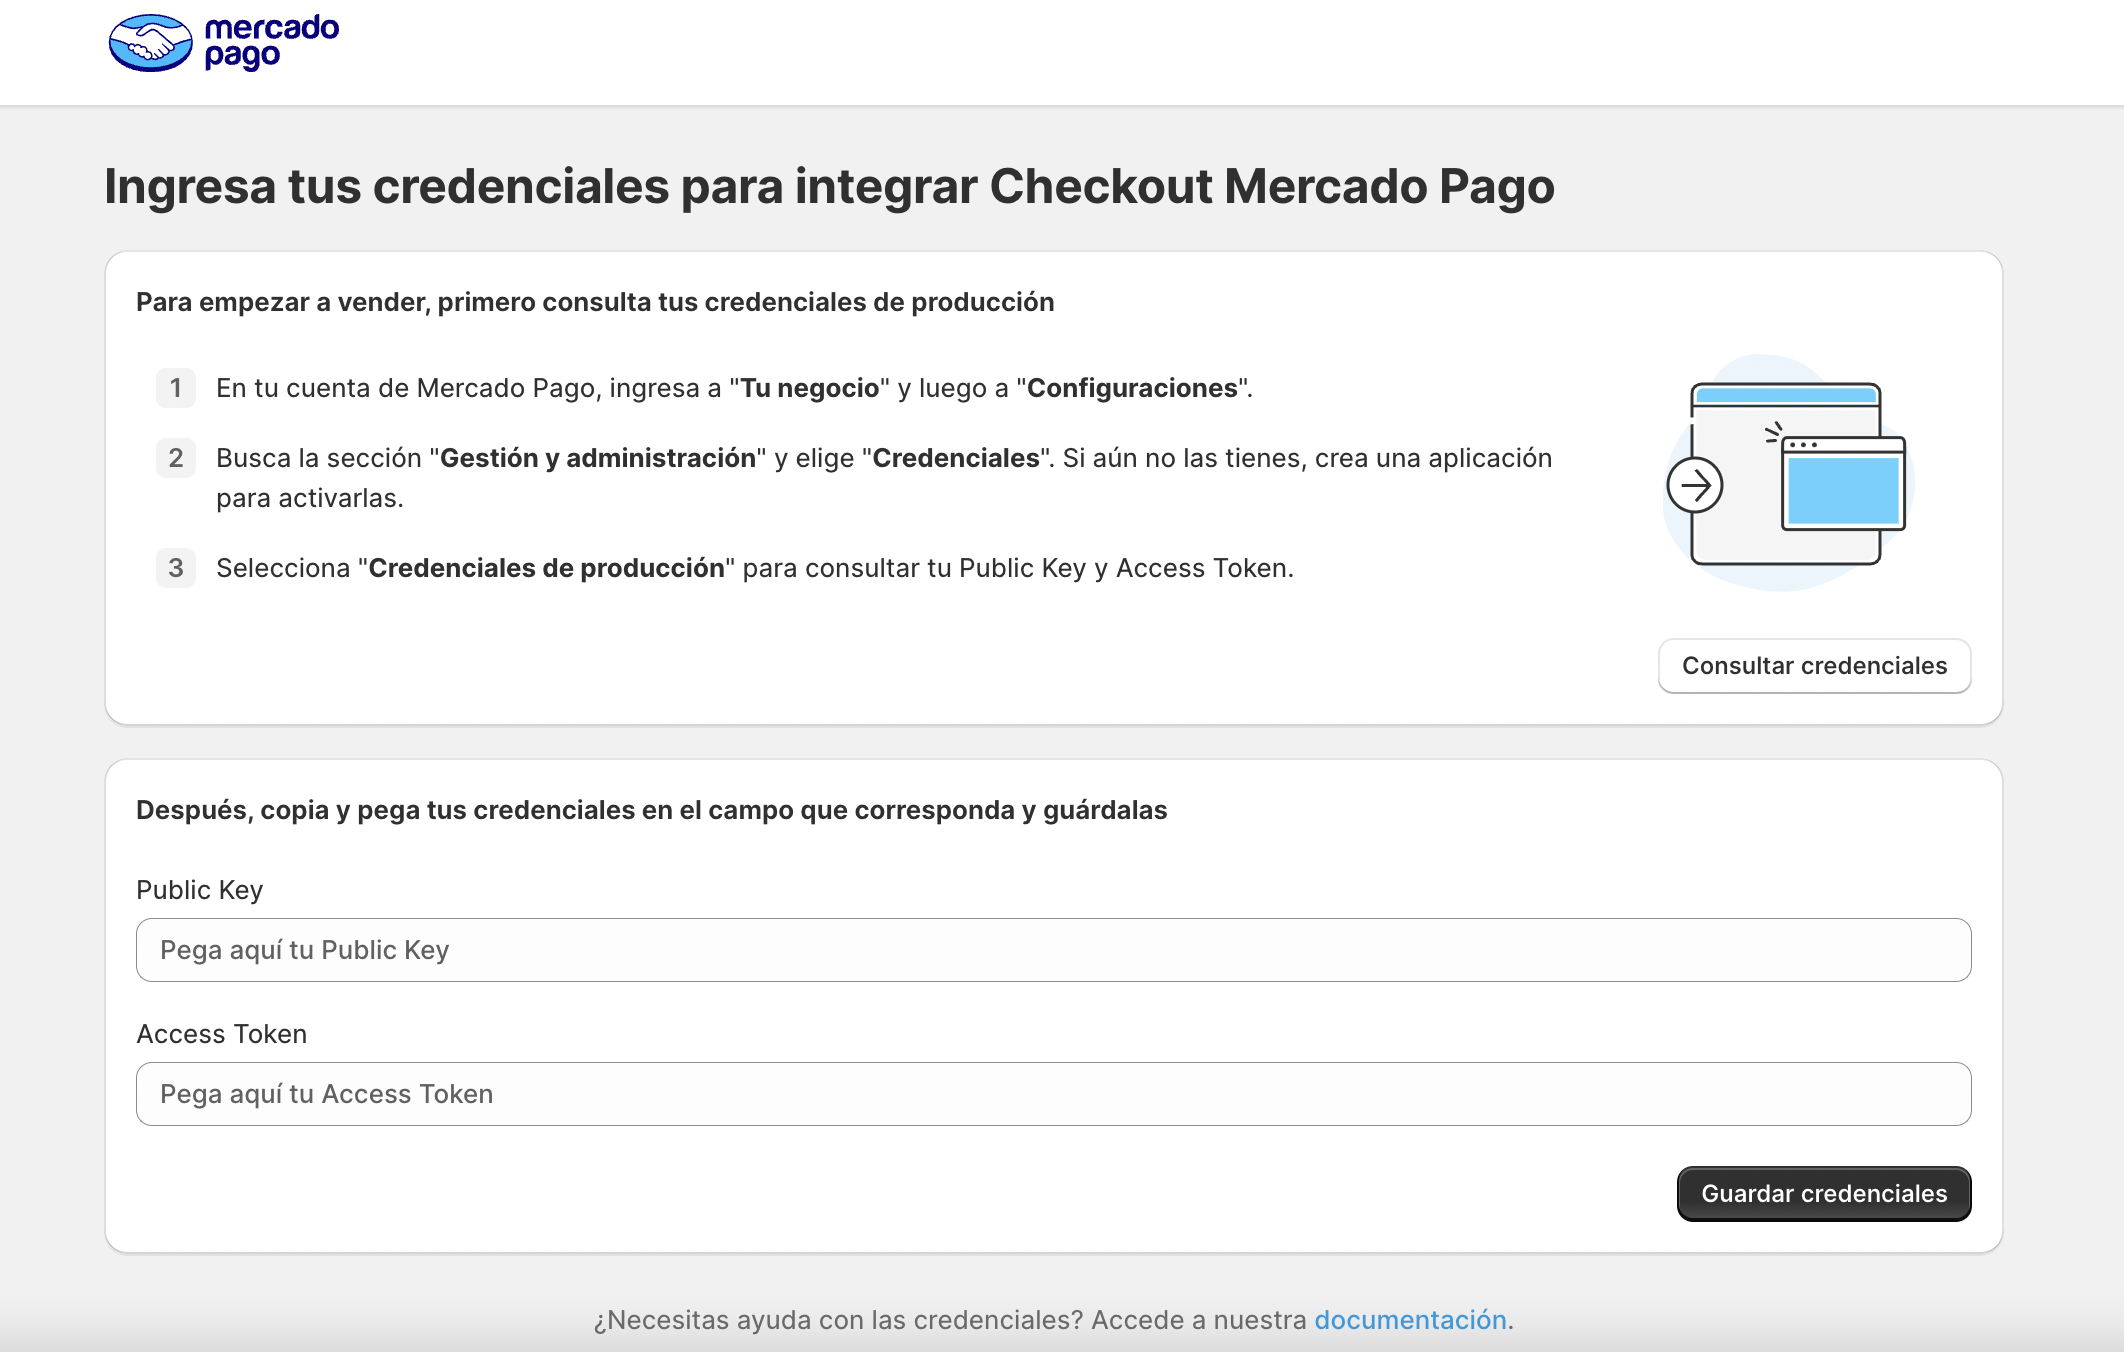 mercado
pago
Ingresa tus credenciales para integrar Checkout Mercado Pago
Para empezar a vender, primero consulta tus credenciales de producción
1 En tu cuenta de Mercado Pago, ingresa a "Tu negocio" y luego a "Configuraciones".
2 Busca la sección "Gestión y administración" y elige "Credenciales". Si aún no las tienes, crea una aplicación
para activarlas.
3 Selecciona "Credenciales de producción" para consultar tu Public Key y Access Token.
Consultar credenciales
Después, copia y pega tus credenciales en el campo que corresponda y guárdalas
Public Key
Pega aquí tu Public Key
Access Token
Pega aquí tu Access Token
Guardar credenciales
¿Necesitas ayuda con las credenciales? Accede a nuestra documentación.